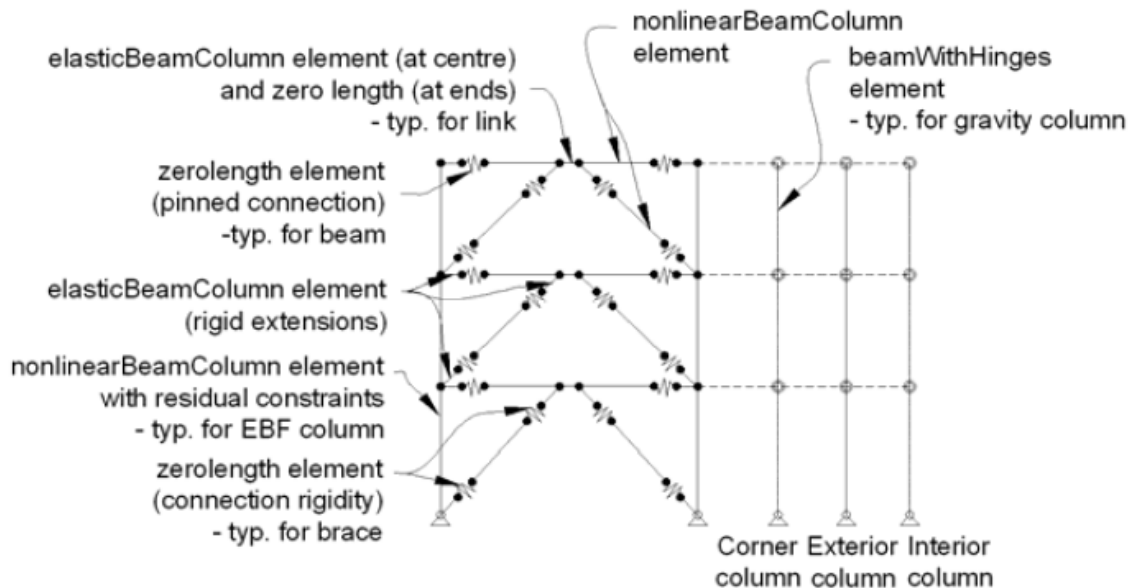 nonlinearBeamColumn
element
elasticBeamColumn element (at centre)
and zero length (at ends)
- typ. for link
beamWithHinges
element
- typ. for gravity column
zerolength element
(pinned connection)
-typ. for beam
elasticBeamColumn element
(rigid extensions)
nonlinearBeamColumn element
with residual constraints
- typ. for EBF column
zerolength element
(connection rigidity)
- typ. for brace
Corner Exterior Interior
column column column